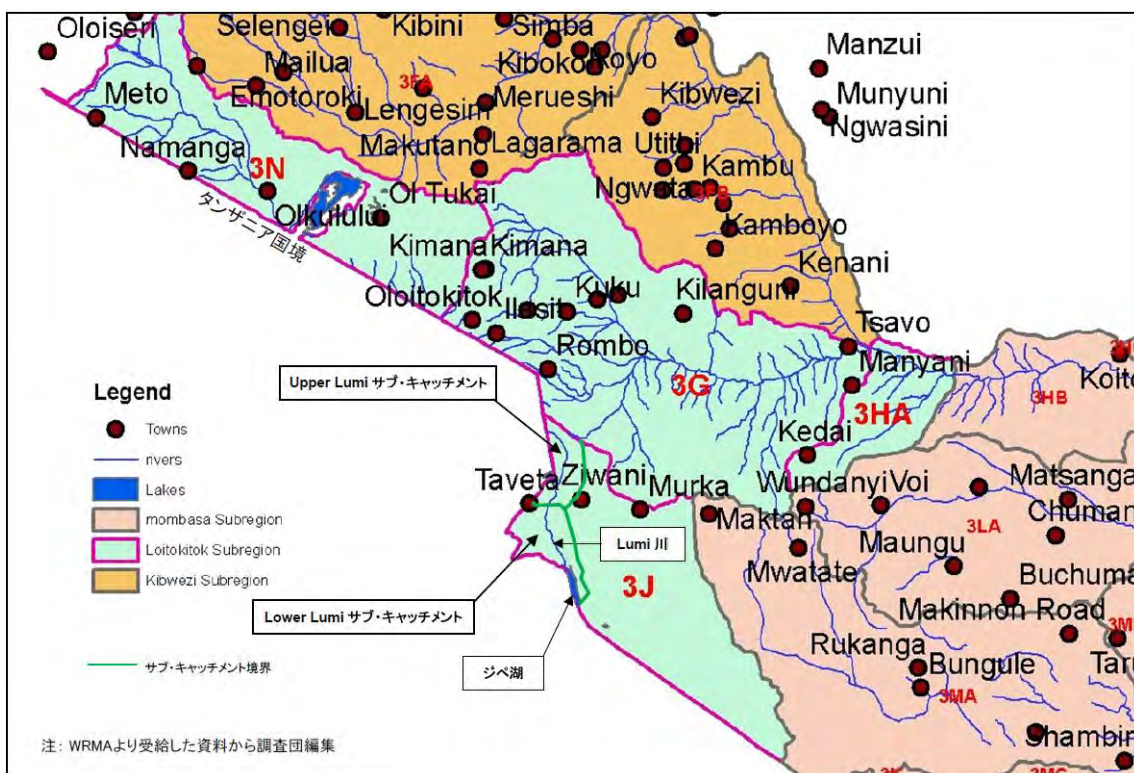 Oloiseri
Selengei
Kibini
Simba
Manzui
Mailua
3FA
Kiboko
Meto
Emotoroki
Lengesim
Merueshi
Kibwezi
Munyuni
Ngwasini
Makutano
Lagarama
Namanga
3N
Ol Tukai
Ngwata
Kambu
タンザニア国境
Olkulului
Kamboyo
Kimana
Kimana
Kenani
Oloitokitok
Ilasit
Kuku
Kilanguni
Tsavo
Rombo
Manyani
Upper Lumi サブ・キャッチメント
3G
3HA
3HB
Legend
Towns
rivers
Lakes
mombasa Subregion
Loitokitok Subregion
Kibwezi Subregion
サブ・キャッチメント境界
Kedai
Taveta
Ziwani
Murka
Wundanyi
Voi
Matsanga
Maktan
Chuman
3LA
Lumi 川
Mwatate
Maungu
3J
Buchuma
Lower Lumi サブ・キャッチメント
Makinnon Road
Rukanga
Bungule
ジペ湖
3MA
注: WRMAより受給した資料から調査団編集